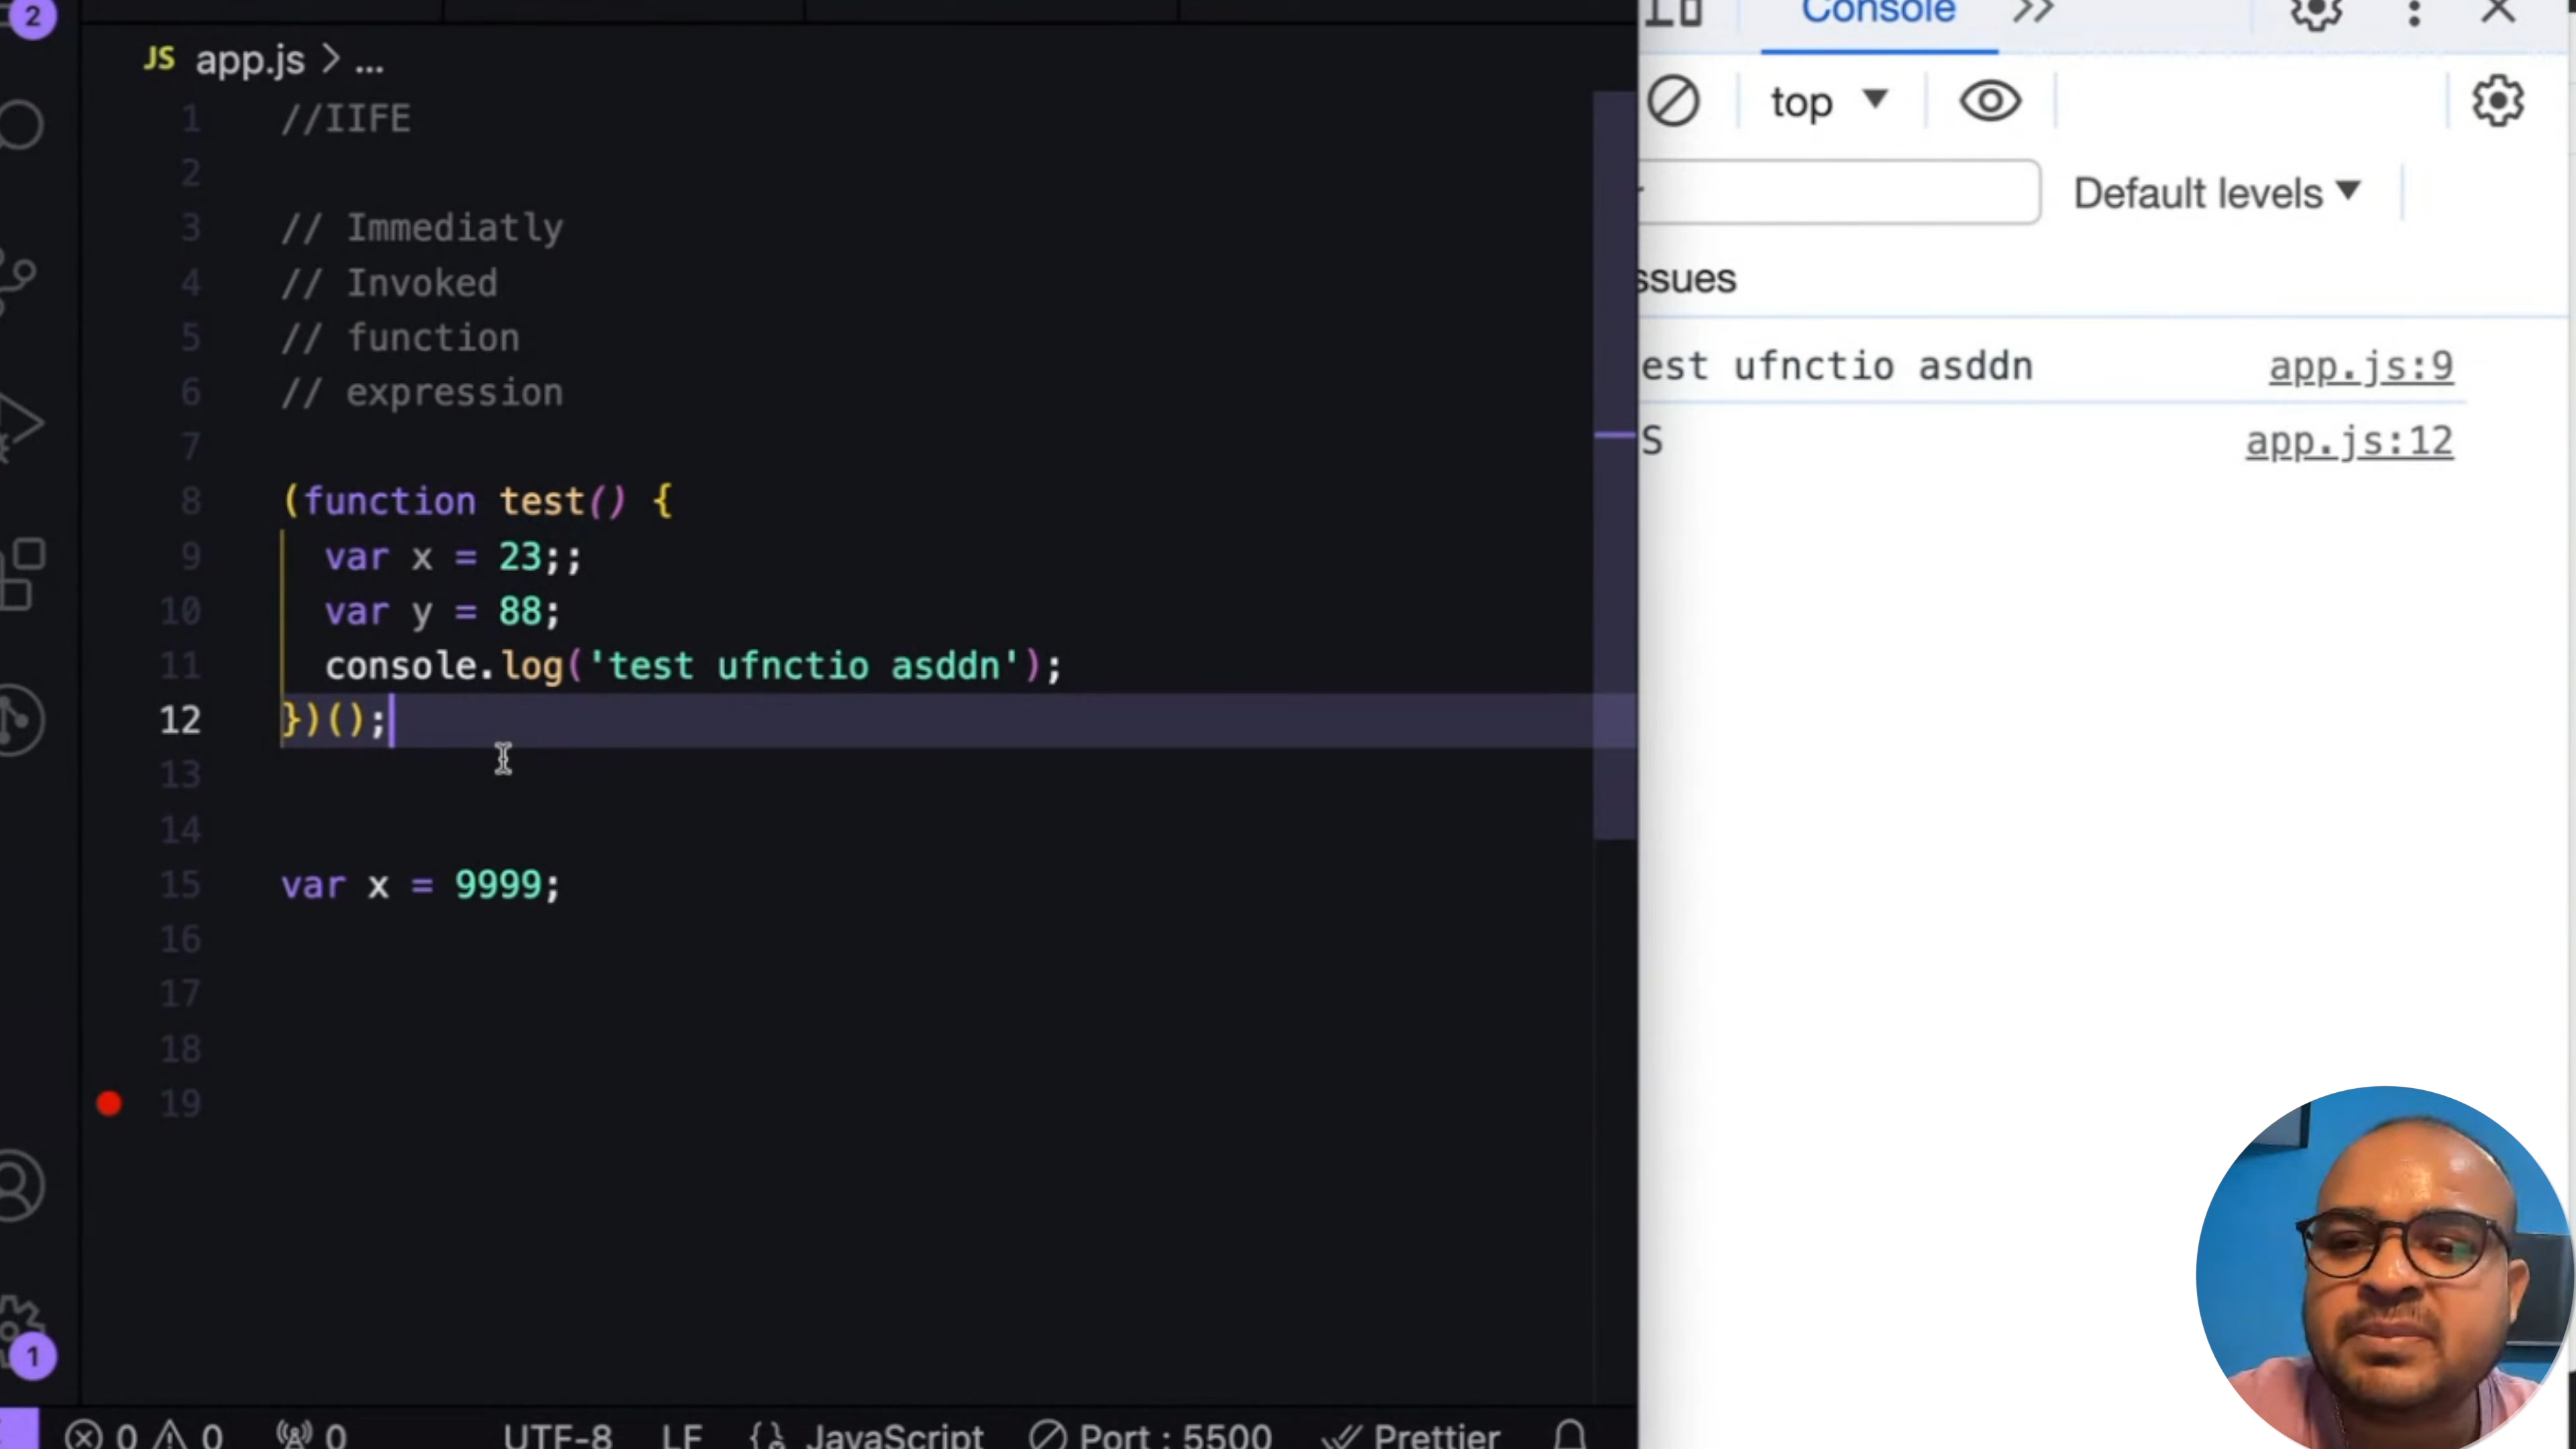 2
JS app.js > ...
1 //IIFE
2
3 // Immediatly
4 // Invoked
5 // function
6 // expression
7
8 (function test() {
9 var x = 23;;
10 var y = 88;
11 console.log('test ufnctio asddn');
12 })();
13
14
15 var x = 9999;
16
17
18
19
1
0 0 0 UTF-8 LF {} JavaScript Port : 5500 Prettier
Console >>
top
Default levels
ssues
est ufnctio asddn app.js:9
S app.js:12